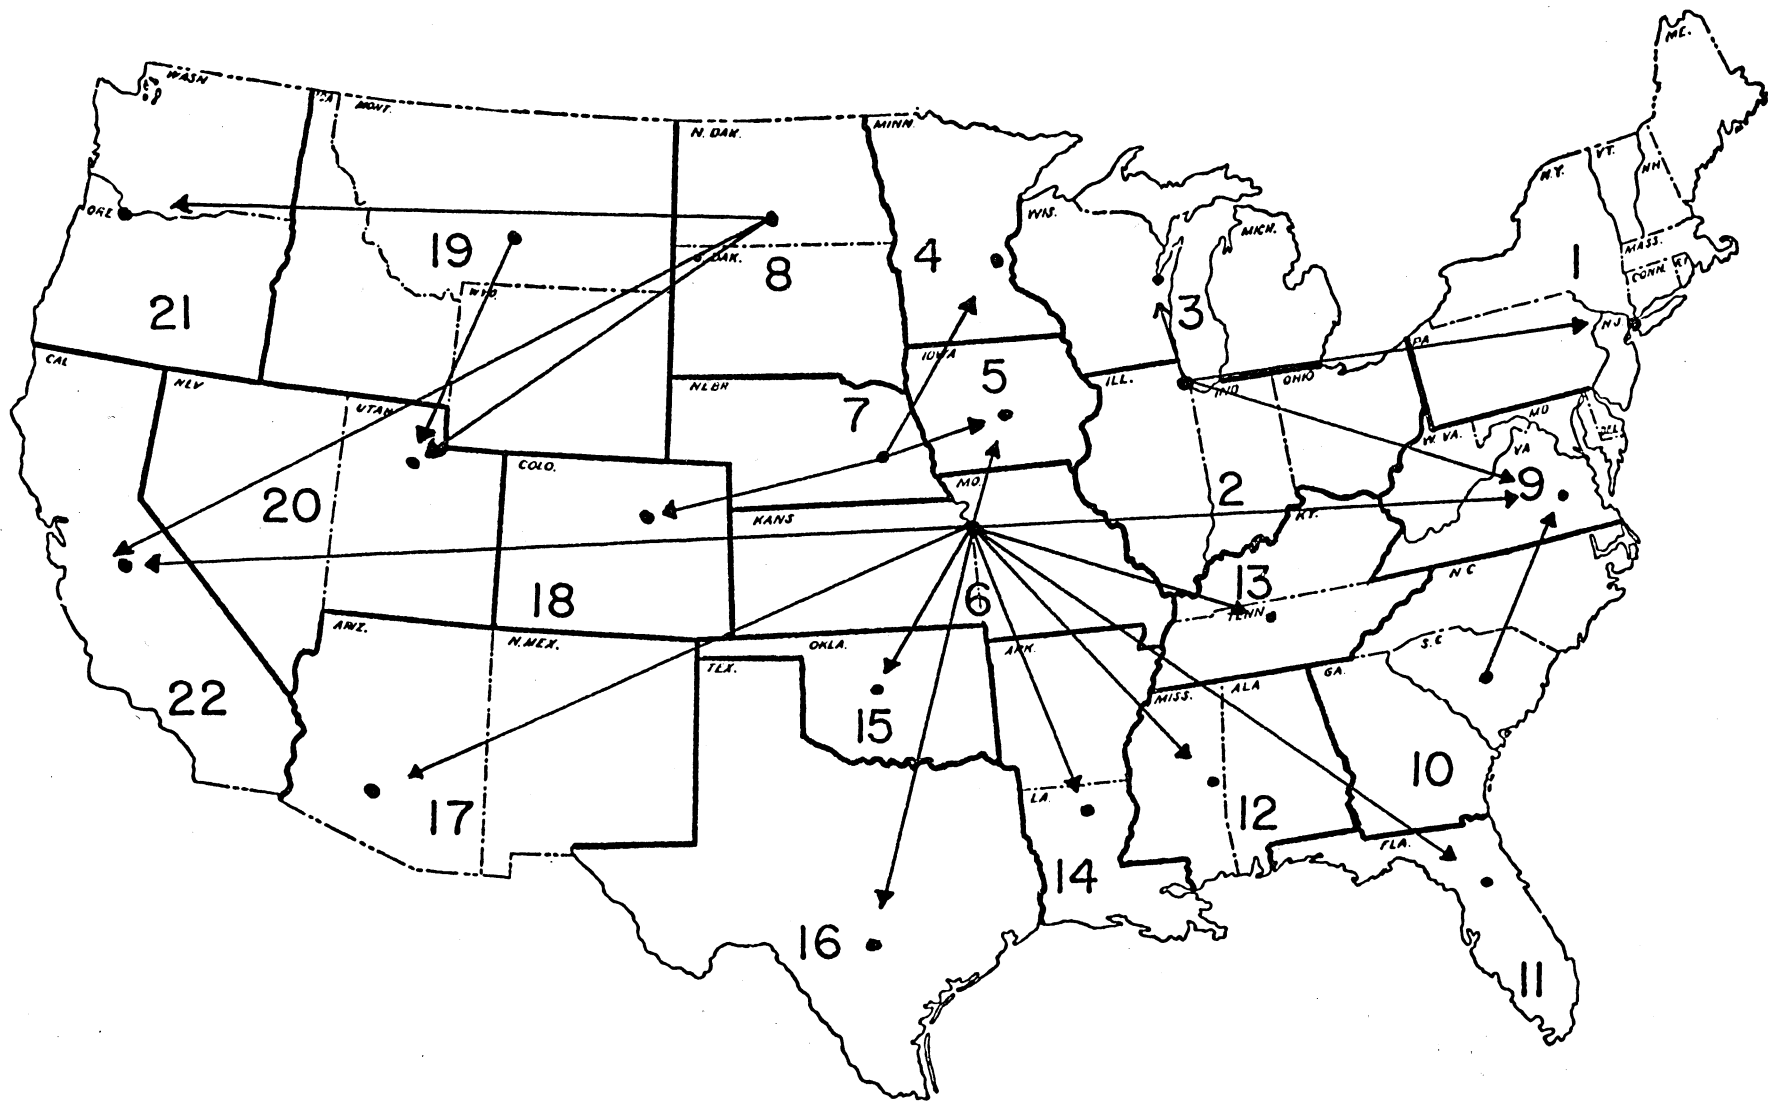 ME.
WASH
IDA
MONT.
N. DAK.
MINN.
VT.
N.H.
N.Y.
ORE
WIS.
MICH.
MASS.
1
CONN.
R.I.
19
4
8
DAK.
WYO.
21
3
N.J.
CAL
IOWA
PA
NEV
NEBR
5
ILL.
IND
OHIO
UTAH
7
MD
DEL
W. VA.
VA
COLO.
MO.
2
9
20
KANS
KY.
18
6
13
N C
TENN
ARIZ.
N. MEX.
OKLA.
ARK.
S. C
TEX.
GA.
22
MISS.
ALA
15
10
LA.
17
12
FLA.
14
16
11